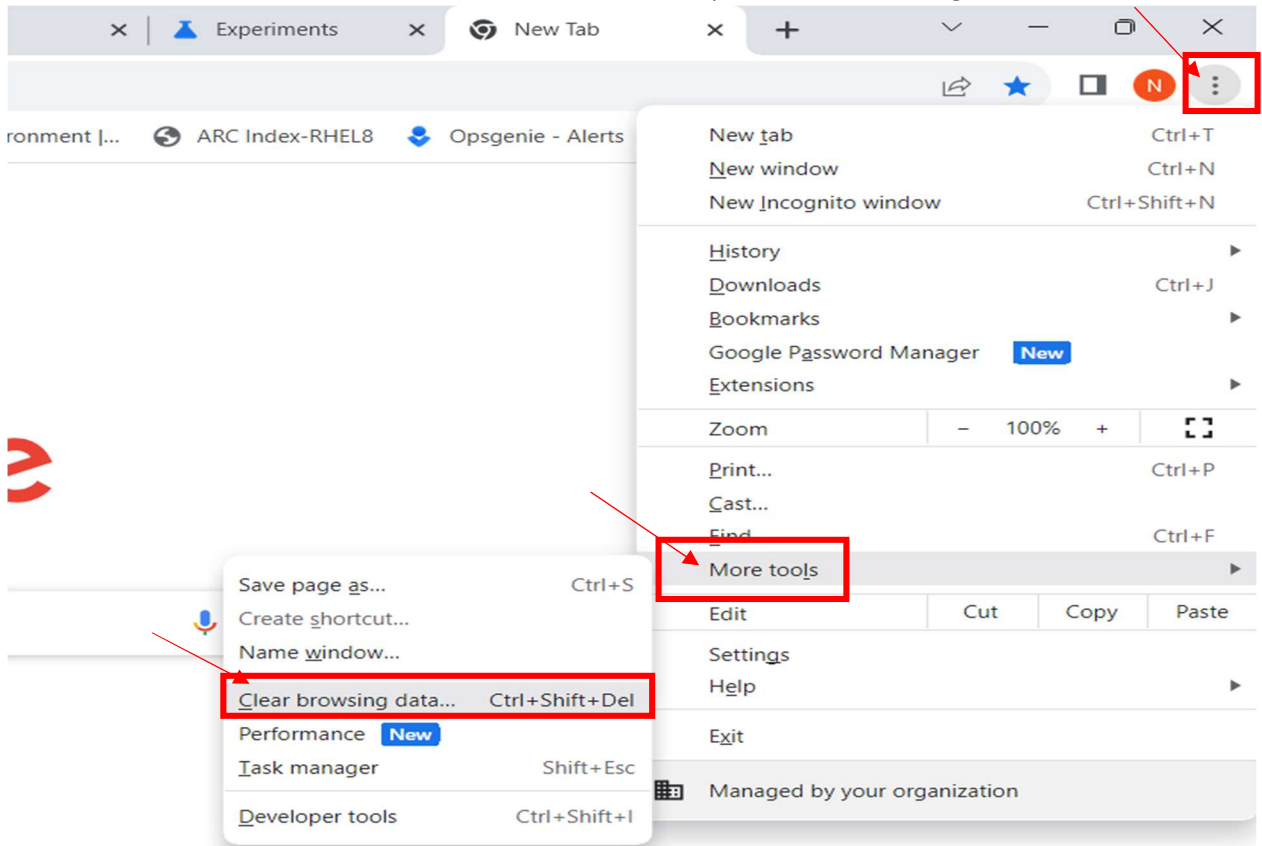 Experiments New Tab
N
ronment |... ARC Index-RHEL8 Opsgenie - Alerts
New tab Ctrl+T
New window Ctrl+N
New Incognito window Ctrl+Shift+N
History
Downloads Ctrl+J
Bookmarks
Google Password Manager New
Extensions
Zoom - 100% +
e
Print... Ctrl+P
Cast...
Find Ctrl+F
More tools
Edit Cut Copy Paste
Settings
Help
Exit
Managed by your organization
Save page as... Ctrl+S
Create shortcut...
Name window...
Clear browsing data... Ctrl+Shift+Del
Performance New
Task manager Shift+Esc
Developer tools Ctrl+Shift+I